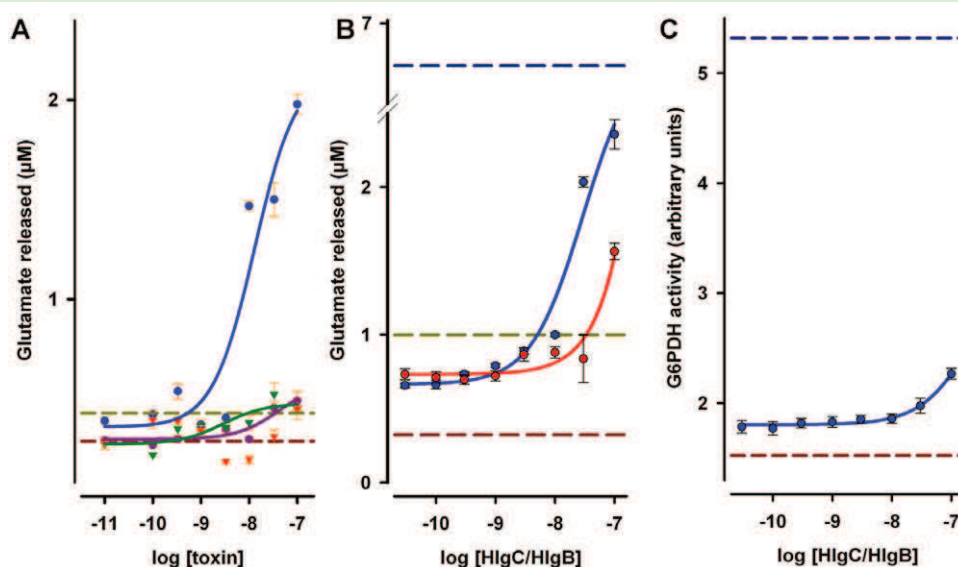 A
Glutamate released (µM)
2
1
-11 -10 -9 -8 -7
log [toxin]
B
Glutamate released (µM)
7
2
1
0
-10 -9 -8 -7
log [HlgC/HlgB]
C
G6PDH activity (arbitrary units)
5
4
3
2
-10 -9 -8 -7
log [HlgC/HlgB]